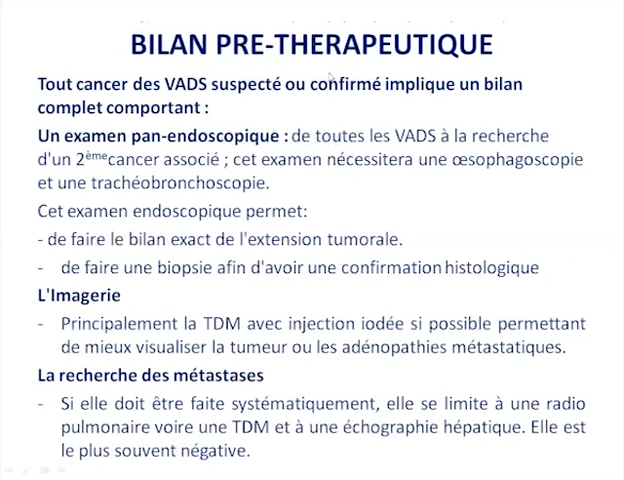 BILAN PRE-THERAPEUTIQUE
Tout cancer des VADS suspecté ou confirmé implique un bilan
complet comportant :
Un examen pan-endoscopique : de toutes les VADS à la recherche
d'un 2èmecancer associé ; cet examen nécessitera une œsophagoscopie
et une trachéobronchoscopie.
Cet examen endoscopique permet:
- de faire le bilan exact de l'extension tumorale.
- de faire une biopsie afin d'avoir une confirmation histologique
L'Imagerie
- Principalement la TDM avec injection iodée si possible permettant
de mieux visualiser la tumeur ou les adénopathies métastatiques.
La recherche des métastases
- Si elle doit être faite systématiquement, elle se limite à une radio
pulmonaire voire une TDM et à une échographie hépatique. Elle est
le plus souvent négative.